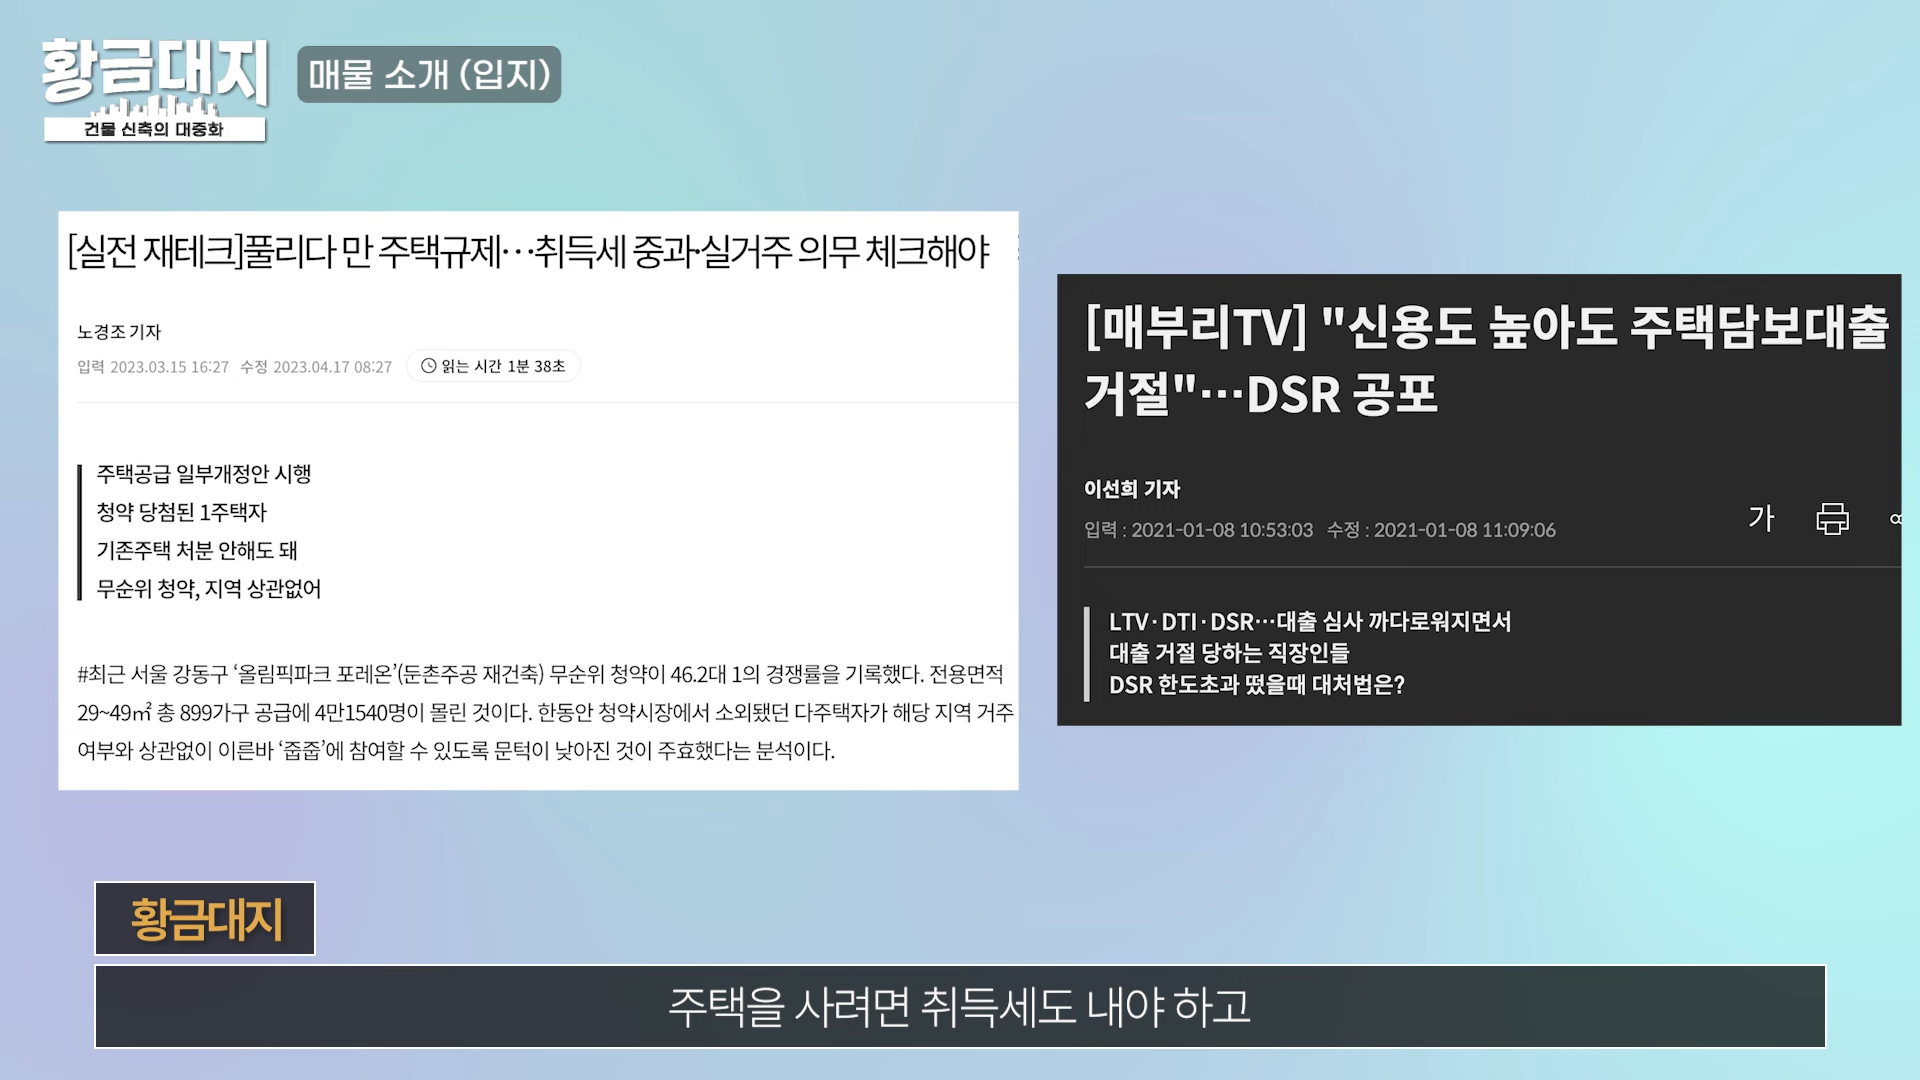 황금대지
건물 신축의 대중화
매물 소개 (입지)
[실전 재테크]풀리다 만 주택규제…취득세 중과·실거주 의무 체크해야
노경조 기자
입력 2023.03.15 16:27 수정 2023.04.17 08:27 읽는 시간 1분 38초
주택공급 일부개정안 시행
청약 당첨된 1주택자
기존주택 처분 안해도 돼
무순위 청약, 지역 상관없어
#최근 서울 강동구 ‘올림픽파크 포레온’(둔촌주공 재건축) 무순위 청약이 46.2대 1의 경쟁률을 기록했다. 전용면적
29~49㎡ 총 899가구 공급에 4만1540명이 몰린 것이다. 한동안 청약시장에서 소외됐던 다주택자가 해당 지역 거주
여부와 상관없이 이른바 ‘줍줍’에 참여할 수 있도록 문턱이 낮아진 것이 주효했다는 분석이다.
[매부리TV] "신용도 높아도 주택담보대출
거절"…DSR 공포
이선희 기자
입력 : 2021-01-08 10:53:03 수정 : 2021-01-08 11:09:06
가
LTV·DTI·DSR…대출 심사 까다로워지면서
대출 거절 당하는 직장인들
DSR 한도초과 떴을때 대처법은?
황금대지
주택을 사려면 취득세도 내야 하고